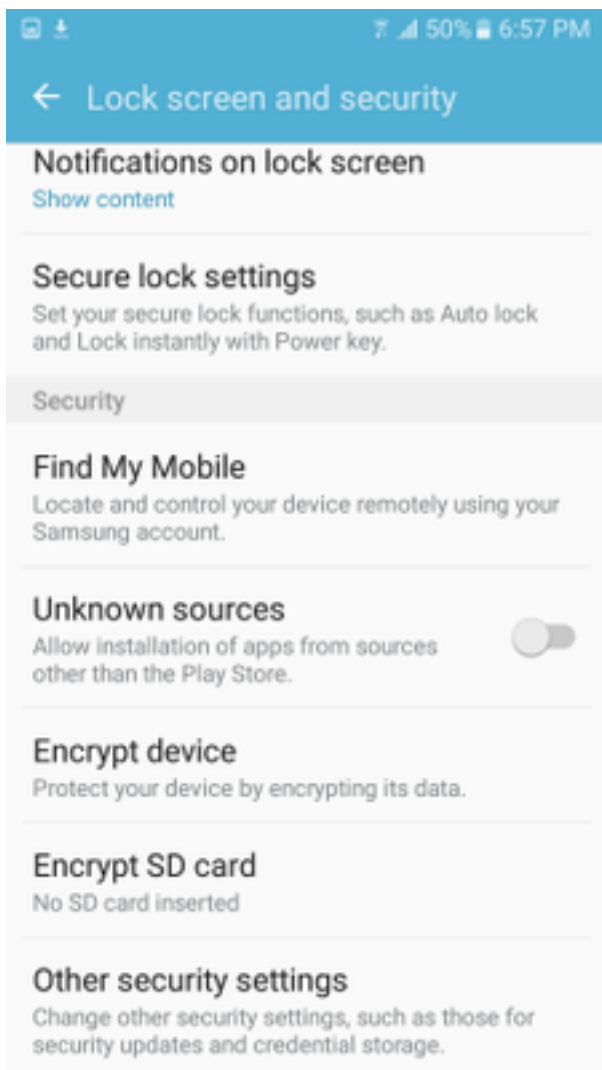 50% 6:57 PM
Lock screen and security
Notifications on lock screen
Show content
Secure lock settings
Set your secure lock functions, such as Auto lock
and Lock instantly with Power key.
Security
Find My Mobile
Locate and control your device remotely using your
Samsung account.
Unknown sources
Allow installation of apps from sources
other than the Play Store.
Encrypt device
Protect your device by encrypting its data.
Encrypt SD card
No SD card inserted
Other security settings
Change other security settings, such as those for
security updates and credential storage.